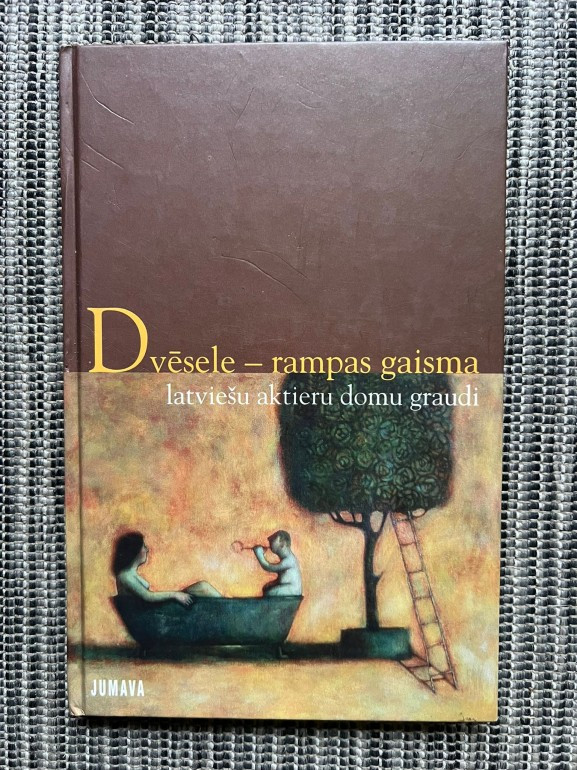 Dvēsele – rampas gaisma
latviešu aktieru domu graudi
JUMAVA